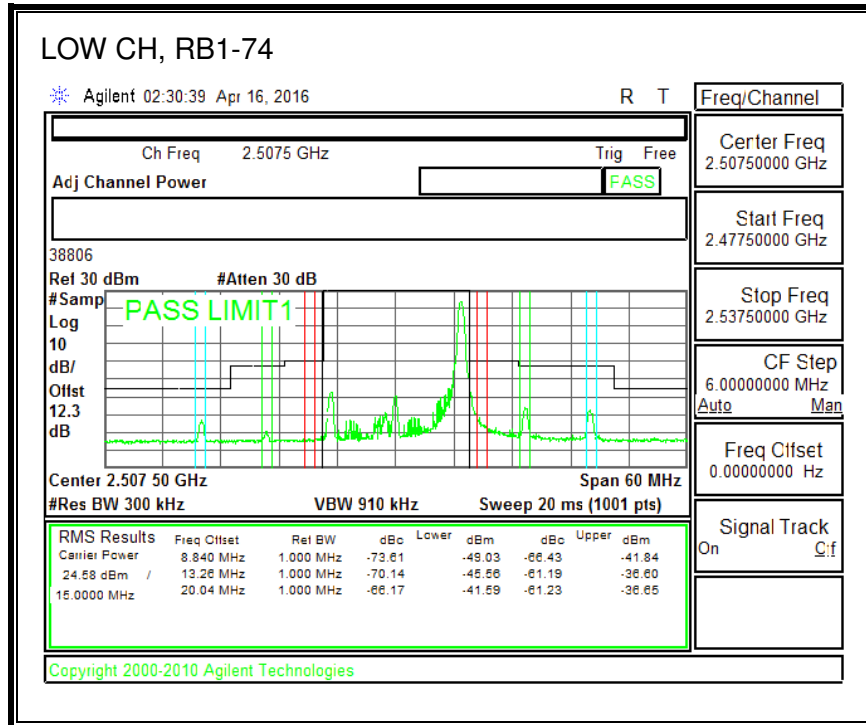 LOW CH, RB1-74
Agilent 02:30:39 Apr 16, 2016 R T
Freq/Channel
Ch Freq 2.5075 GHz Trig Free
Adj Channel Power PASS
Center Freq
2.50750000 GHz
Start Freq
2.47750000 GHz
Stop Freq
2.53750000 GHz
CF Step
6.00000000 MHz
Auto Man
Freq Offset
0.00000000 Hz
Signal Track
On Off
38806
Ref 30 dBm #Atten 30 dB
#Samp
Log
10
dB/
Offst
12.3
dB
PASS LIMIT1
Center 2.507 50 GHz Span 60 MHz
#Res BW 300 kHz VBW 910 kHz Sweep 20 ms (1001 pts)
RMS Results Freq Offset Ref BW dBc Lower dBm dBc Upper dBm
Carrier Power 8.840 MHz 1.000 MHz -73.61 -49.03 -66.43 -41.84
24.58 dBm / 13.26 MHz 1.000 MHz -70.14 -45.56 -61.19 -36.60
15.0000 MHz 20.04 MHz 1.000 MHz -66.17 -41.59 -61.23 -36.65
Copyright 2000-2010 Agilent Technologies